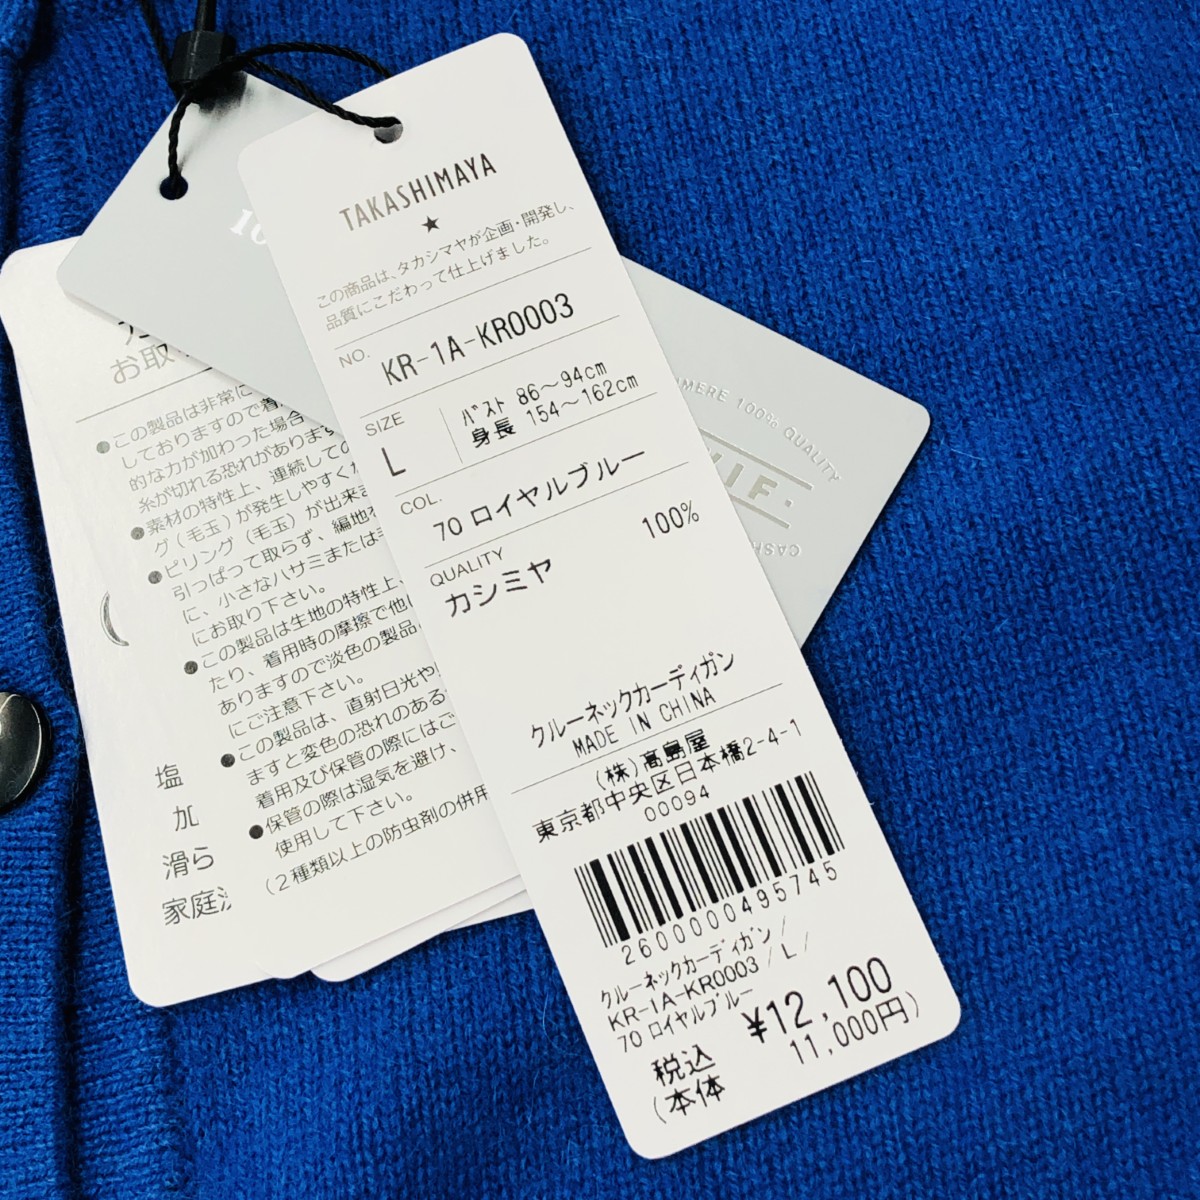 TAKASHIMAYA
この商品は、タカシマヤが企画・開発し、
品質にこだわって仕上げました。
NO. KR-1A-KR0003
SIZE
L
バスト 86～94cm
身長 154～162cm
COL.
70 ロイヤルブルー
QUALITY
カシミヤ 100%
クルーネックカーディガン
MADE IN CHINA
(株)髙島屋
東京都中央区日本橋2-4-1
00094
2600000495745
クルーネックカーディガン/
KR-1A-KR0003/L/
70 ロイヤルブルー
税込 ¥12,100
(本体 11,000円)
お取
●この製品は非常に
しておりますので着
的な力が加わった場合
糸が切れる恐れがあります
●素材の特性上、連続しての
グ(毛玉)が発生しやすく
●ピリング(毛玉)が出来
引っぱって取らず、編地
に、小さなハサミまたは
にお取り下さい。
●この製品は生地の特性上、
たり、着用時の摩擦で他
ありますので淡色の製品
にご注意下さい。
●この製品は、直射日光や
ますと変色の恐れのある
着用及び保管の際にはご
●保管の際は湿気を避け、
使用して下さい。
(2種類以上の防虫剤の併用
塩
加
滑ら
家庭
MERE 100% QUALITY
CASH